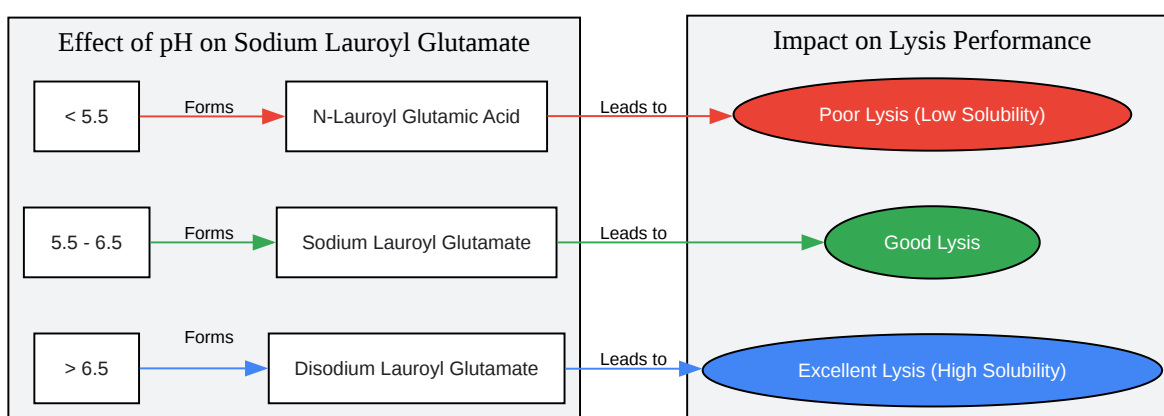 Effect of pH on Sodium Lauroyl Glutamate
Impact on Lysis Performance
< 5.5
Forms
N-Lauroyl Glutamic Acid
Leads to
Poor Lysis (Low Solubility)
5.5 - 6.5
Forms
Sodium Lauroyl Glutamate
Leads to
Good Lysis
> 6.5
Forms
Disodium Lauroyl Glutamate
Leads to
Excellent Lysis (High Solubility)